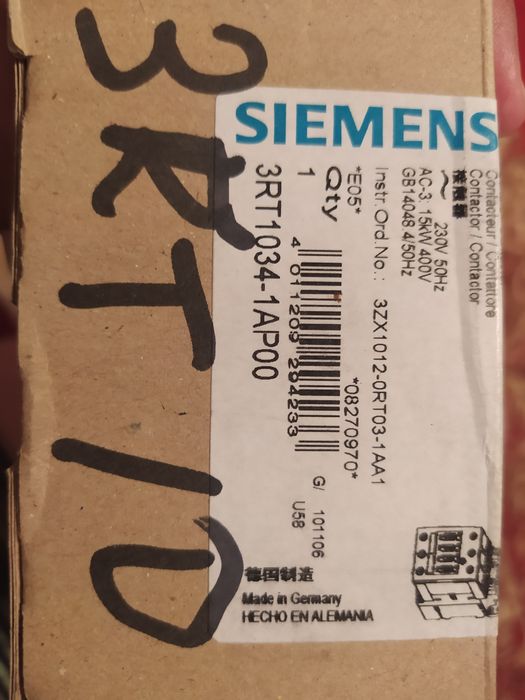 3RT10
SIEMENS
Contacteur / Contattore
Contactor / Contactor
接触器
~ 230V 50Hz
AC-3: 15kW 400V
GB14048.4/50Hz
Instr.Ord.No.: 3ZX1012-0RT03-1AA1
*E05* *08270970*
Qty
1
4 011209 294233
3RT1034-1AP00
G/ 101106
U58
德国制造
Made in Germany
HECHO EN ALEMANIA